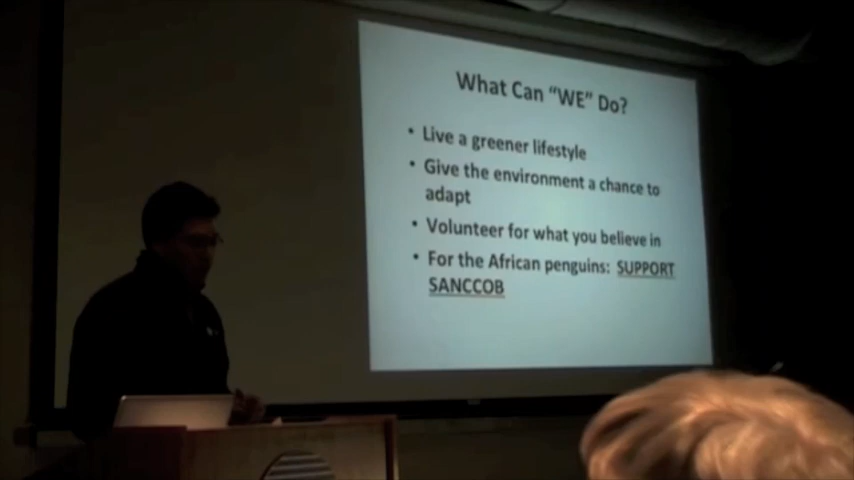 What Can “WE” Do?
• Live a greener lifestyle
• Give the environment a chance to
adapt
• Volunteer for what you believe in
• For the African penguins: SUPPORT
SANCCOB